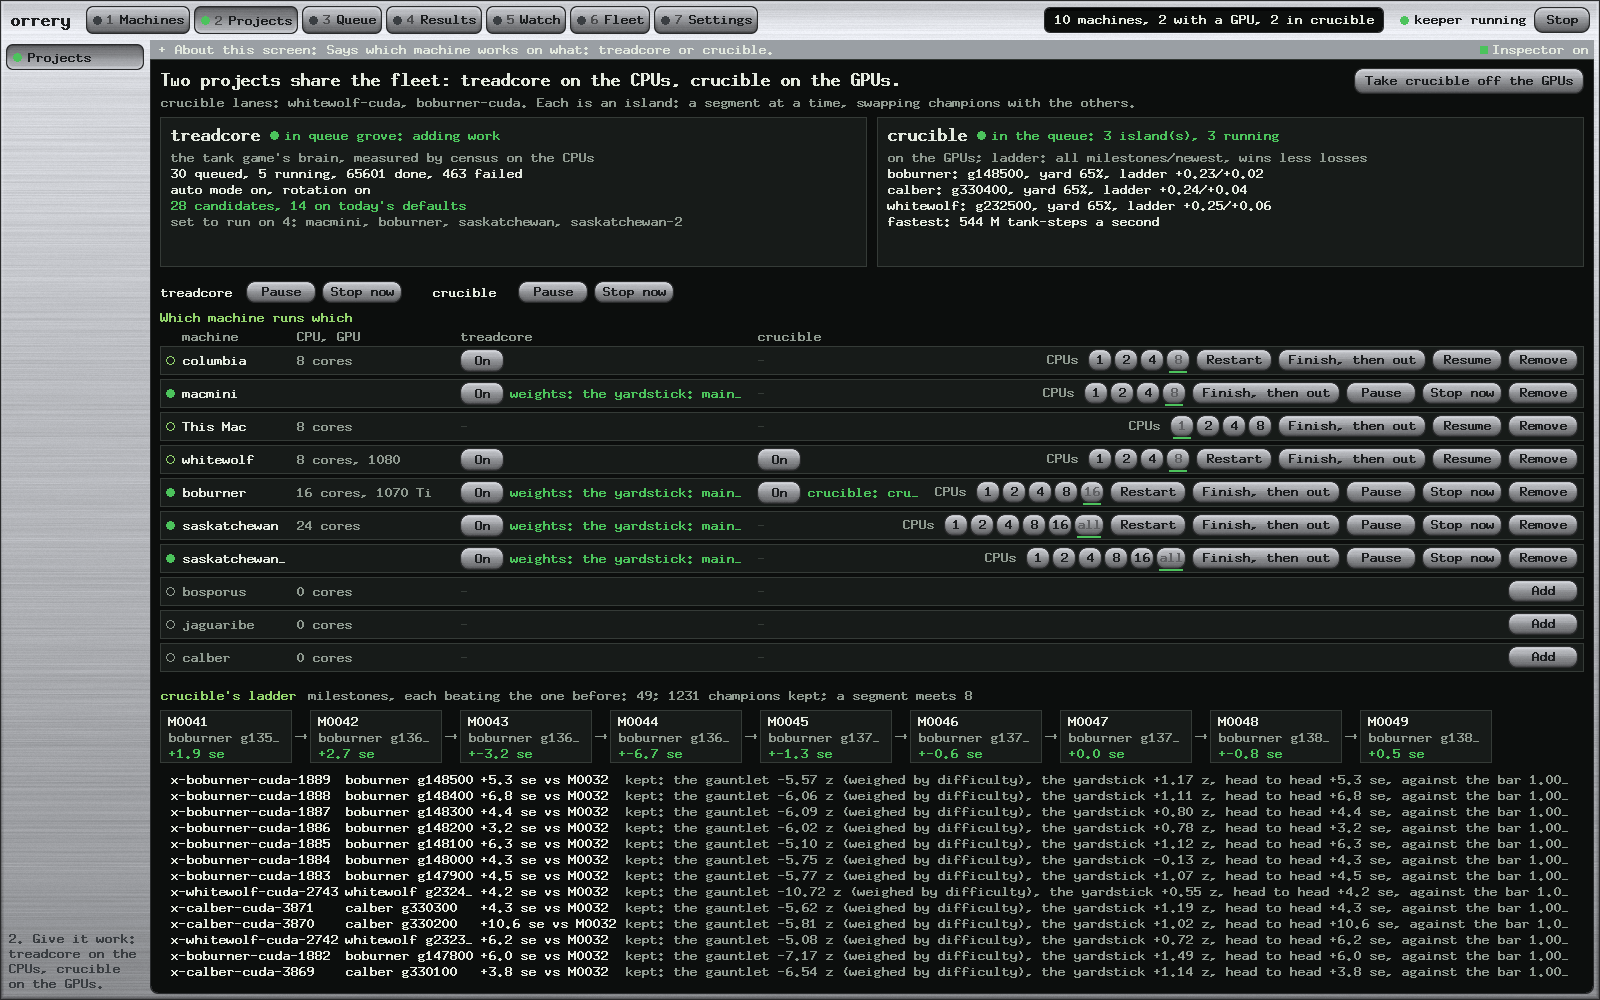 orrery 1 Machines 2 Projects 3 Queue 4 Results 5 Watch 6 Fleet 7 Settings 10 machines, 2 with a GPU, 2 in crucible keeper running Stop
Projects
+ About this screen: Says which machine works on what: treadcore or crucible. Inspector on
Two projects share the fleet: treadcore on the CPUs, crucible on the GPUs. Take crucible off the GPUs
crucible lanes: whitewolf-cuda, boburner-cuda. Each is an island: a segment at a time, swapping champions with the others.
treadcore in queue grove: adding work
the tank game's brain, measured by census on the CPUs
30 queued, 5 running, 65601 done, 463 failed
auto mode on, rotation on
28 candidates, 14 on today's defaults
set to run on 4: macmini, boburner, saskatchewan, saskatchewan-2
crucible in the queue: 3 island(s), 3 running
on the GPUs; ladder: all milestones/newest, wins less losses
boburner: g148500, yard 65%, ladder +0.23/+0.02
calber: g330400, yard 65%, ladder +0.24/+0.04
whitewolf: g232500, yard 65%, ladder +0.25/+0.06
fastest: 544 M tank-steps a second
treadcore Pause Stop now crucible Pause Stop now
Which machine runs which
machine CPU, GPU treadcore crucible
columbia 8 cores On – CPUs 1 2 4 8 Restart Finish, then out Resume Remove
macmini On weights: the yardstick: main_ – CPUs 1 2 4 8 Finish, then out Pause Stop now Remove
This Mac 8 cores – – CPUs 1 2 4 8 Finish, then out Resume Remove
whitewolf 8 cores, 1080 On On CPUs 1 2 4 8 Restart Finish, then out Resume Remove
boburner 16 cores, 1070 Ti On weights: the yardstick: main_ On crucible: cru_ CPUs 1 2 4 8 16 Restart Finish, then out Pause Stop now Remove
saskatchewan 24 cores On weights: the yardstick: main_ – CPUs 1 2 4 8 16 all Restart Finish, then out Pause Stop now Remove
saskatchewan_ On weights: the yardstick: main_ – CPUs 1 2 4 8 16 all Finish, then out Pause Stop now Remove
bosporus 0 cores – – Add
jaguaribe 0 cores – – Add
calber 0 cores – – Add
crucible's ladder milestones, each beating the one before: 49; 1231 champions kept; a segment meets 8
M0041 M0042 M0043 M0044 M0045 M0046 M0047 M0048 M0049
boburner g135_ → boburner g136_ → boburner g136_ → boburner g136_ → boburner g137_ → boburner g137_ → boburner g137_ → boburner g138_ → boburner g138_
+1.9 se +2.7 se +-3.2 se +-6.7 se +-1.3 se +-0.6 se +0.0 se +-0.8 se +0.5 se
x-boburner-cuda-1889 boburner g148500 +5.3 se vs M0032 kept: the gauntlet -5.57 z (weighed by difficulty), the yardstick +1.17 z, head to head +5.3 se, against the bar 1.00_
x-boburner-cuda-1888 boburner g148400 +6.8 se vs M0032 kept: the gauntlet -6.06 z (weighed by difficulty), the yardstick +1.11 z, head to head +6.8 se, against the bar 1.00_
x-boburner-cuda-1887 boburner g148300 +4.4 se vs M0032 kept: the gauntlet -6.09 z (weighed by difficulty), the yardstick +0.80 z, head to head +4.4 se, against the bar 1.00_
x-boburner-cuda-1886 boburner g148200 +3.2 se vs M0032 kept: the gauntlet -6.02 z (weighed by difficulty), the yardstick +0.78 z, head to head +3.2 se, against the bar 1.00_
x-boburner-cuda-1885 boburner g148100 +6.3 se vs M0032 kept: the gauntlet -5.10 z (weighed by difficulty), the yardstick +1.12 z, head to head +6.3 se, against the bar 1.00_
x-boburner-cuda-1884 boburner g148000 +4.3 se vs M0032 kept: the gauntlet -5.75 z (weighed by difficulty), the yardstick -0.13 z, head to head +4.3 se, against the bar 1.00_
x-boburner-cuda-1883 boburner g147900 +4.5 se vs M0032 kept: the gauntlet -5.77 z (weighed by difficulty), the yardstick +1.07 z, head to head +4.5 se, against the bar 1.00_
x-whitewolf-cuda-2743 whitewolf g2324_ +4.2 se vs M0032 kept: the gauntlet -10.72 z (weighed by difficulty), the yardstick +0.55 z, head to head +4.2 se, against the bar 1.0_
x-calber-cuda-3871 calber g330300 +4.3 se vs M0032 kept: the gauntlet -5.62 z (weighed by difficulty), the yardstick +1.19 z, head to head +4.3 se, against the bar 1.00_
x-calber-cuda-3870 calber g330200 +10.6 se vs M0032 kept: the gauntlet -5.81 z (weighed by difficulty), the yardstick +1.02 z, head to head +10.6 se, against the bar 1.0_
x-whitewolf-cuda-2742 whitewolf g2323_ +6.2 se vs M0032 kept: the gauntlet -5.08 z (weighed by difficulty), the yardstick +0.72 z, head to head +6.2 se, against the bar 1.00_
x-boburner-cuda-1882 boburner g147800 +6.0 se vs M0032 kept: the gauntlet -7.17 z (weighed by difficulty), the yardstick +1.49 z, head to head +6.0 se, against the bar 1.00_
x-calber-cuda-3869 calber g330100 +3.8 se vs M0032 kept: the gauntlet -6.54 z (weighed by difficulty), the yardstick +1.14 z, head to head +3.8 se, against the bar 1.00_
2. Give it work:
treadcore on the
CPUs, crucible
on the GPUs.